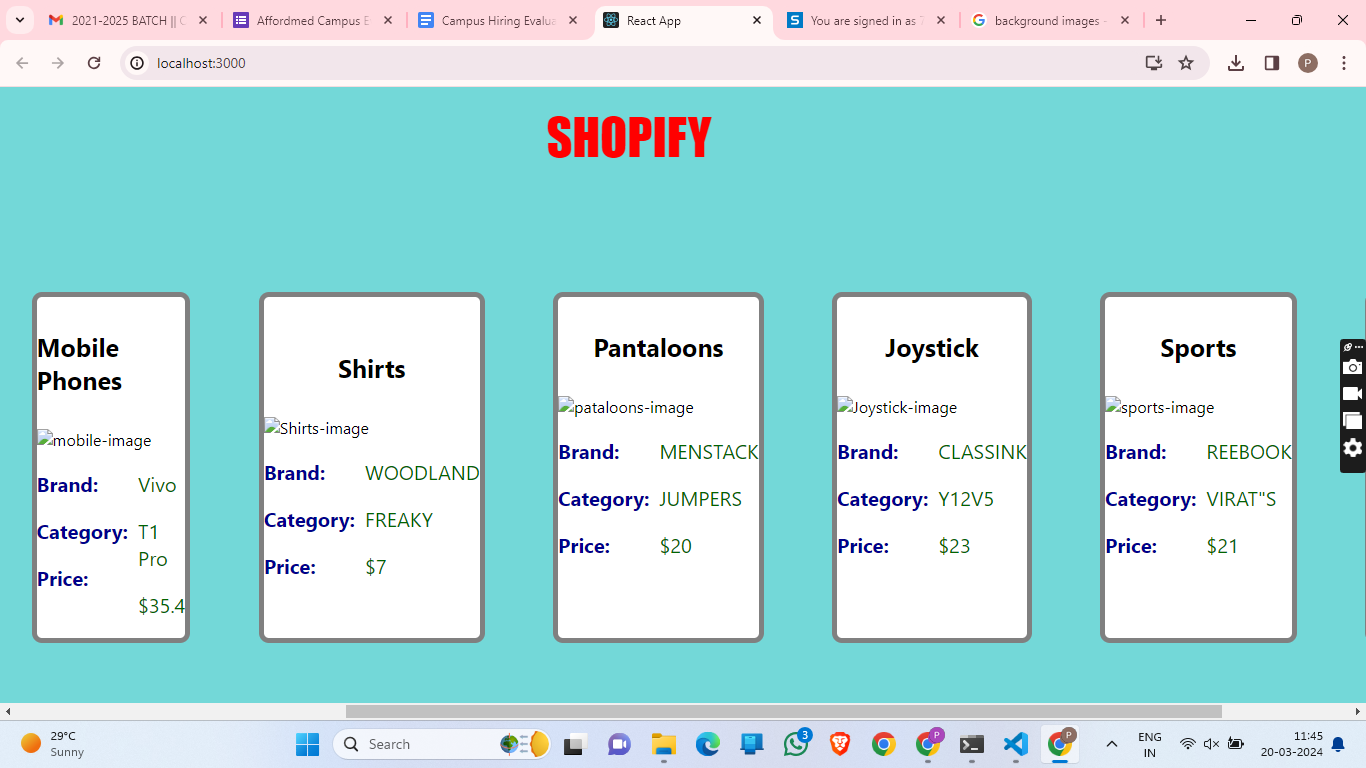 2021-2025 BATCH || C
Affordmed Campus E
Campus Hiring Evalua
React App
You are signed in as 7
background images -
localhost:3000
P
SHOPIFY
Mobile
Phones
mobile-image
Brand: Vivo
Category: T1
Pro
Price:
$35.4
Shirts
Shirts-image
Brand: WOODLAND
Category: FREAKY
Price: $7
Pantaloons
pataloons-image
Brand: MENSTACK
Category: JUMPERS
Price: $20
Joystick
Joystick-image
Brand: CLASSINK
Category: Y12V5
Price: $23
Sports
sports-image
Brand: REEBOOK
Category: VIRAT"S
Price: $21
29°C
Sunny
Search
3
P
P
ENG
IN
11:45
20-03-2024